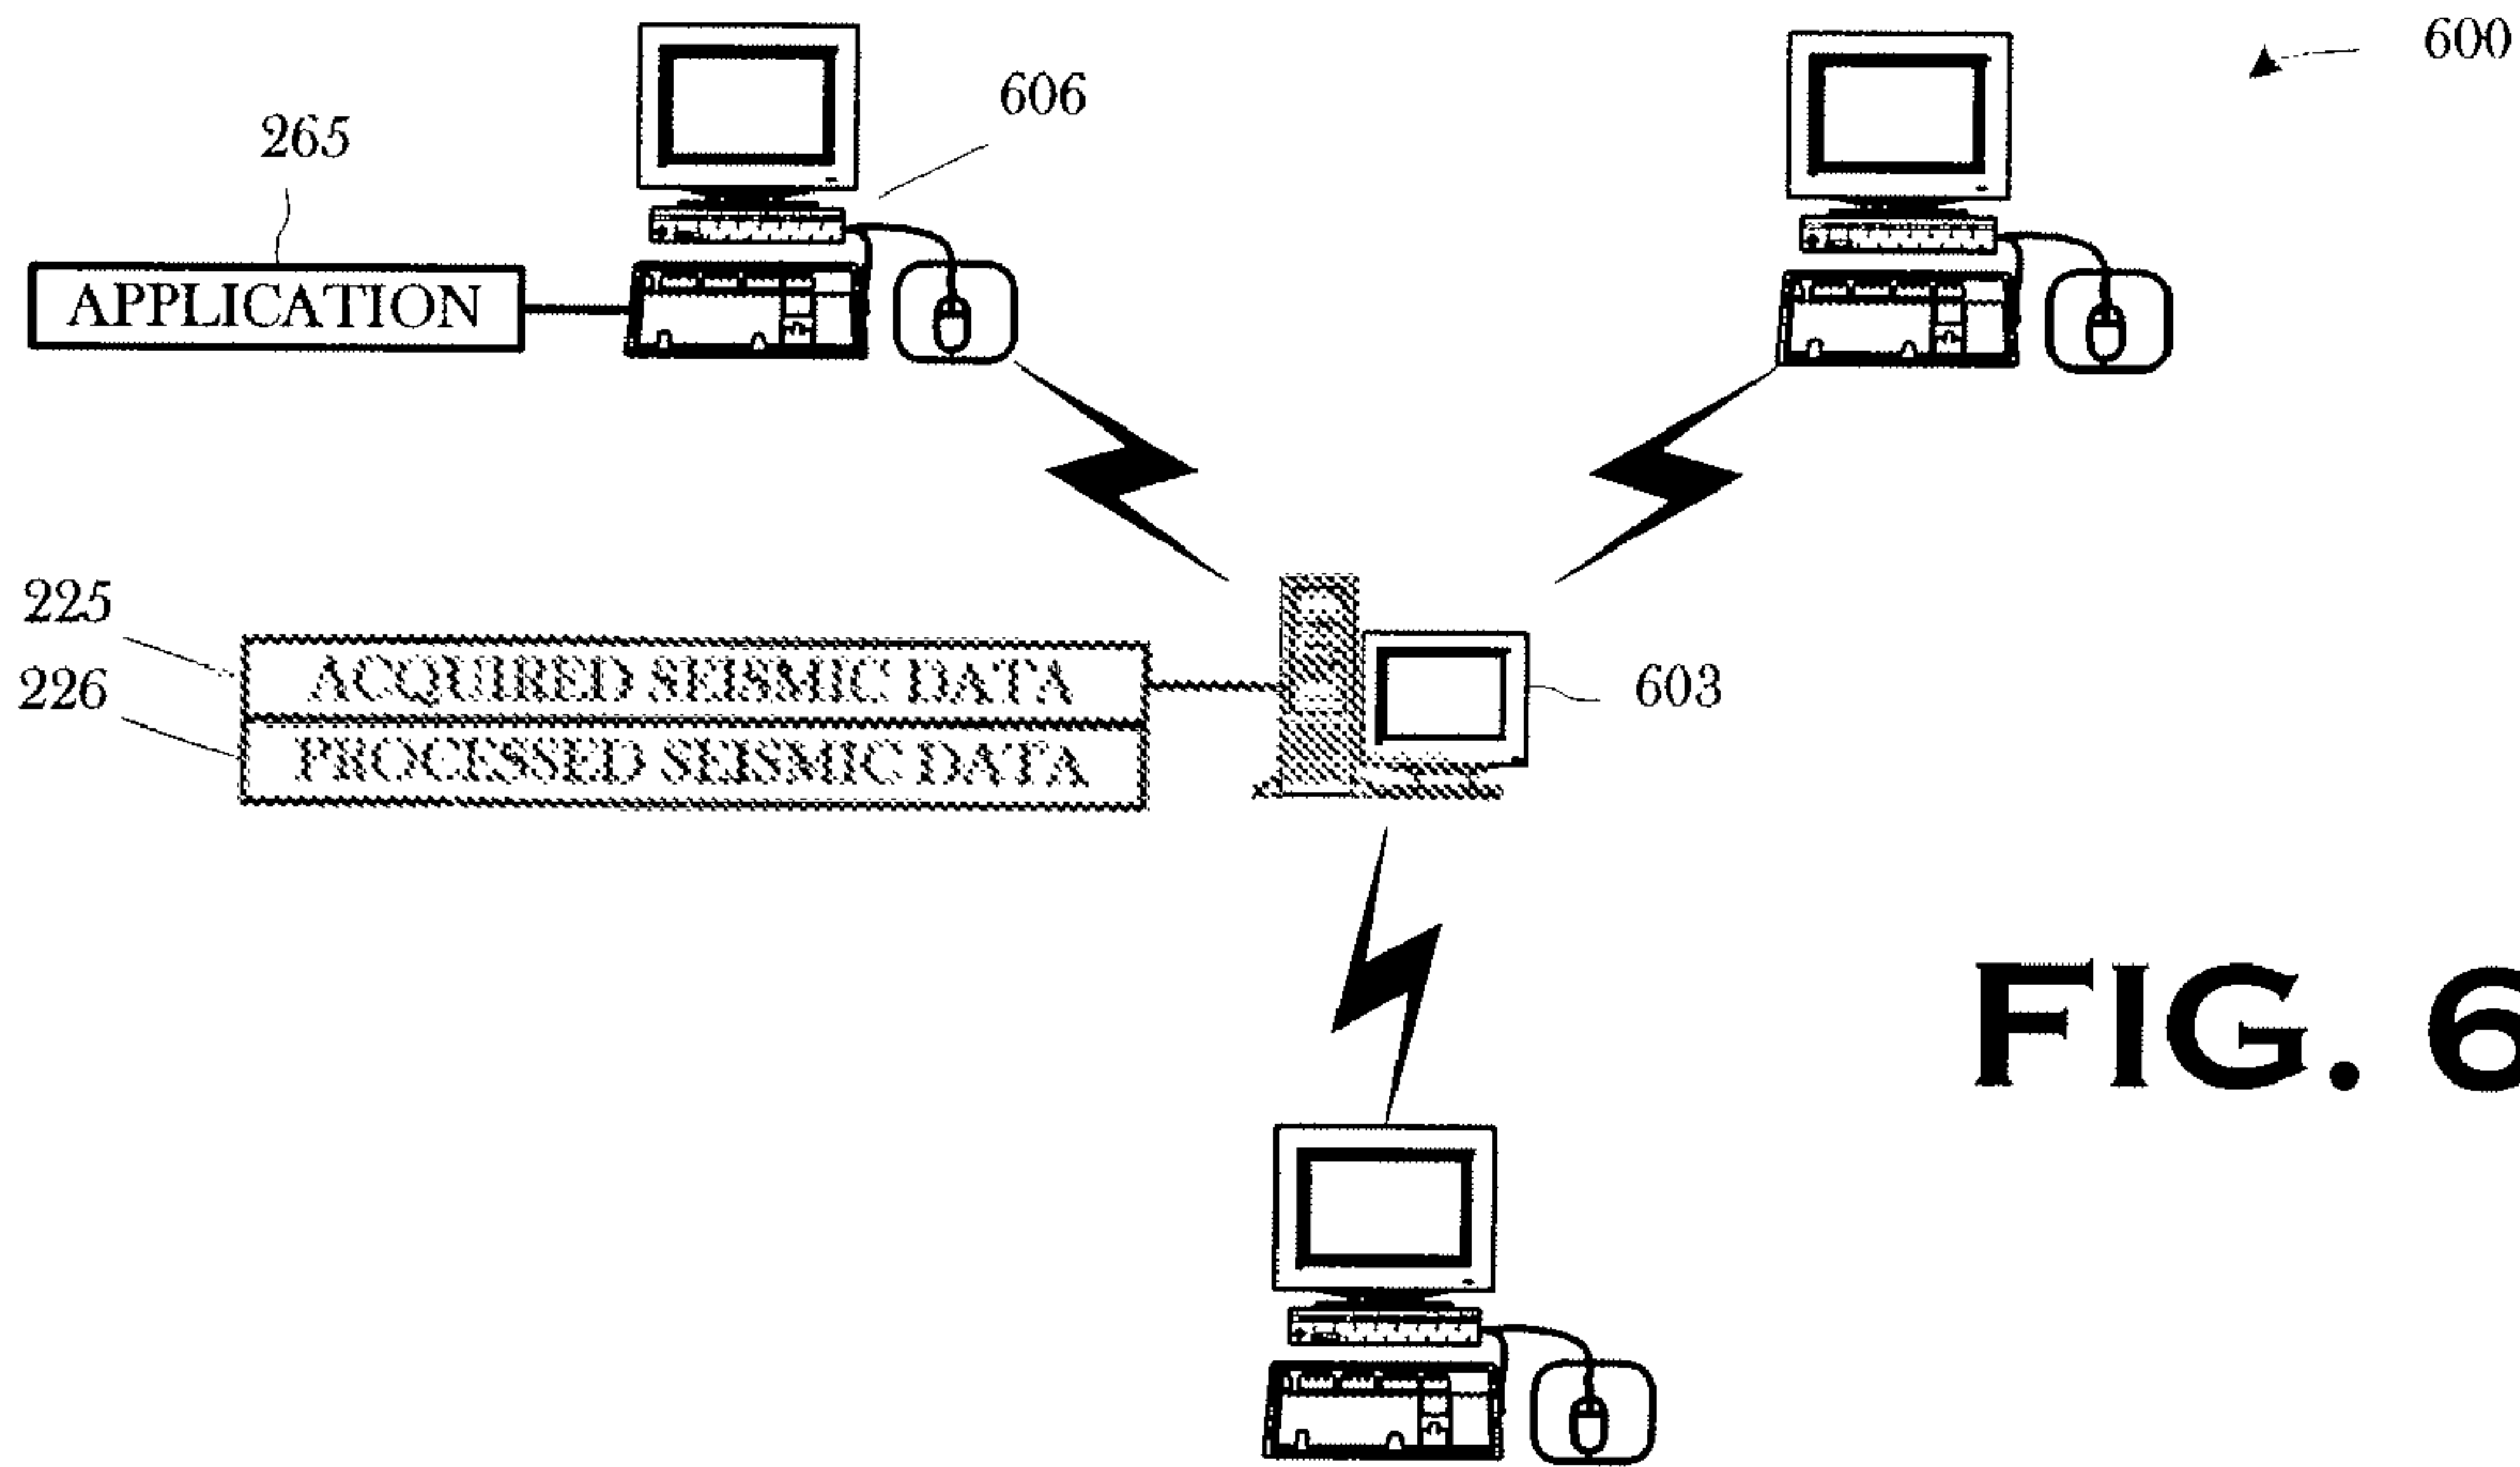 600
606
265
APPLICATION
225
ACQUIRED SEISMIC DATA
226
PROCESSED SEISMIC DATA
603
FIG. 6